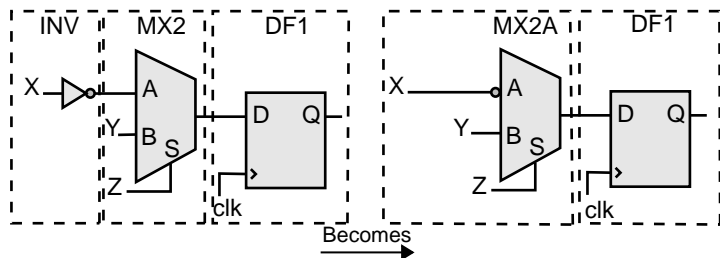 INV MX2 DF1 MX2A DF1
X A D Q X A D Q
Y B Y B
S S
Z Z
clk clk
Becomes